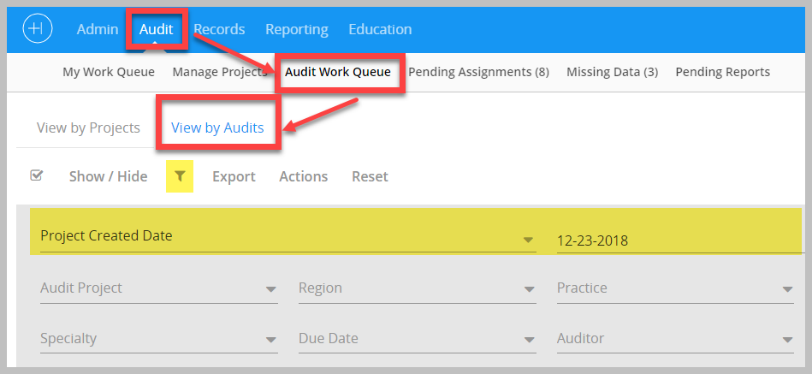 Admin Audit Records Reporting Education
My Work Queue Manage Projects Audit Work Queue Pending Assignments (8) Missing Data (3) Pending Reports
View by Projects View by Audits
Show / Hide Export Actions Reset
Project Created Date 12-23-2018
Audit Project Region Practice
Specialty Due Date Auditor